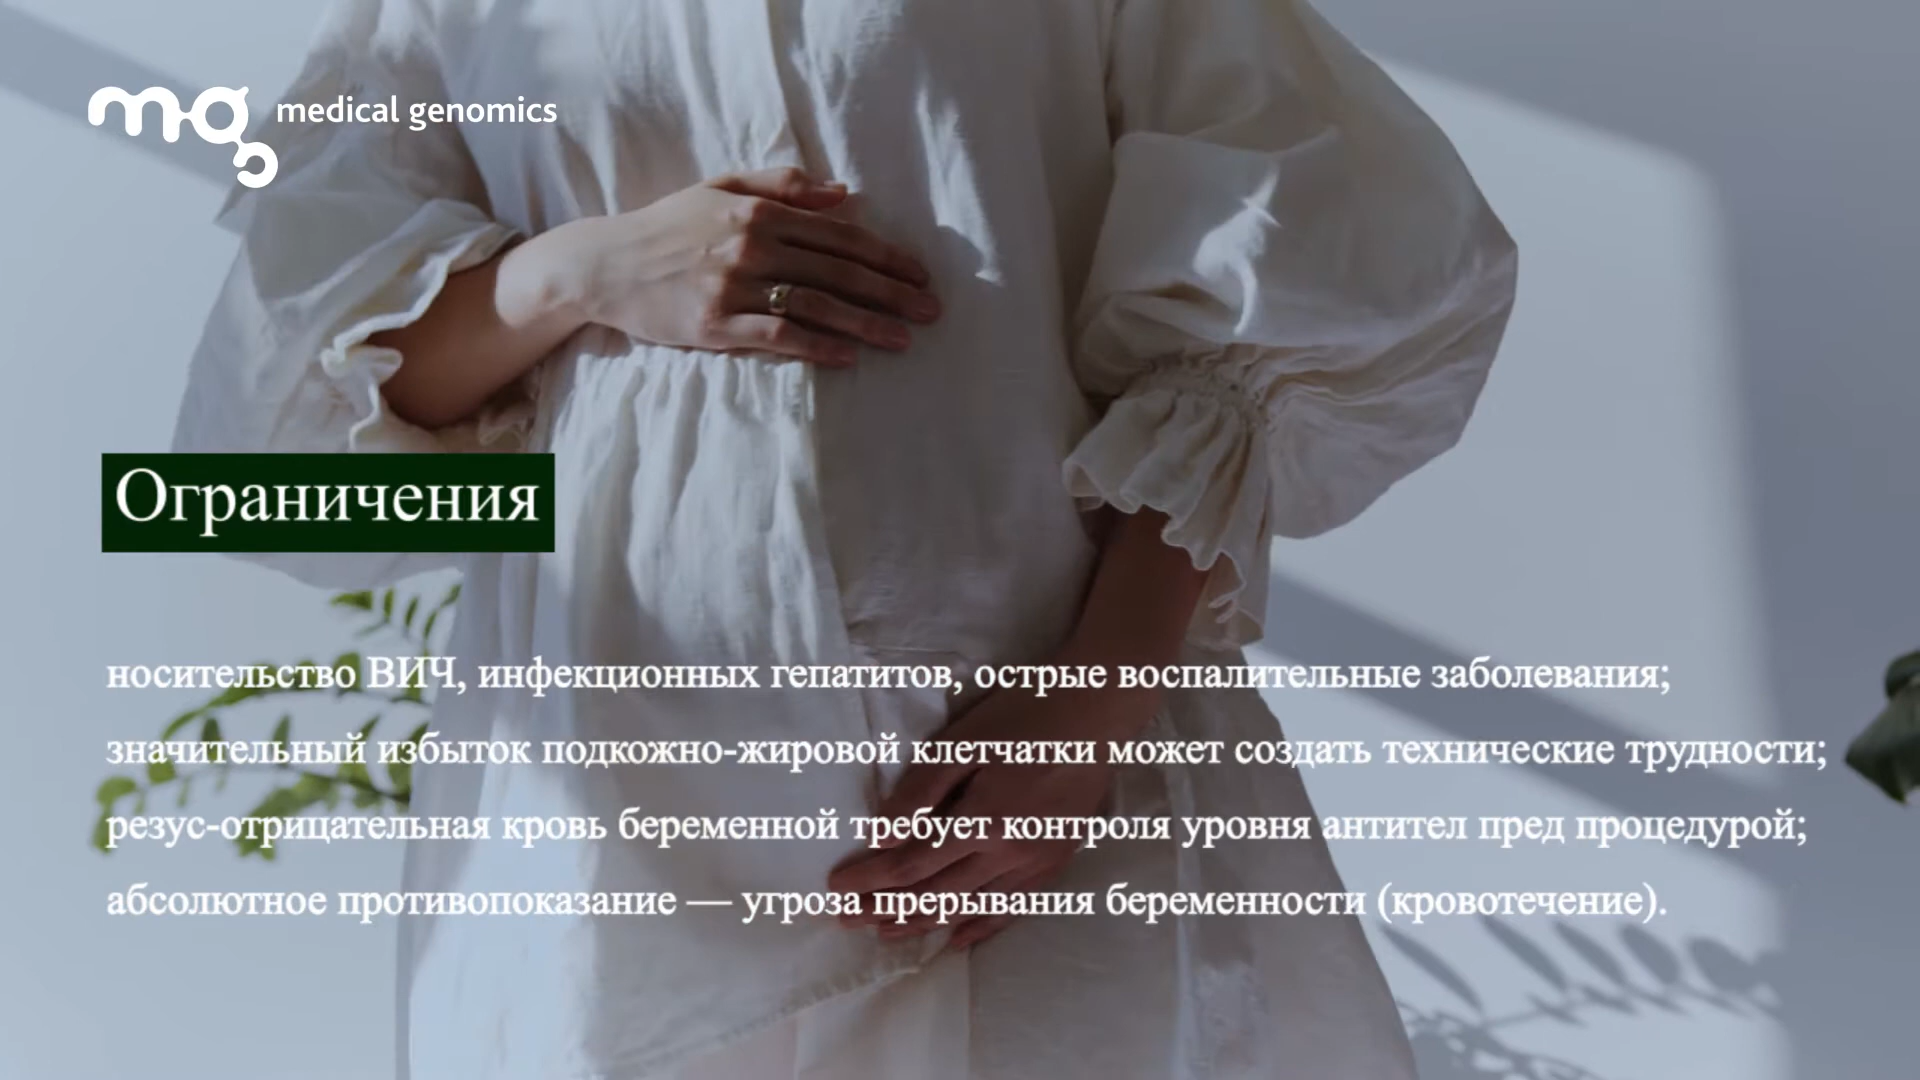 mg medical genomics
Ограничения
носительство ВИЧ, инфекционных гепатитов, острые воспалительные заболевания;
значительный избыток подкожно-жировой клетчатки может создать технические трудности;
резус-отрицательная кровь беременной требует контроля уровня антител пред процедурой;
абсолютное противопоказание — угроза прерывания беременности (кровотечение).